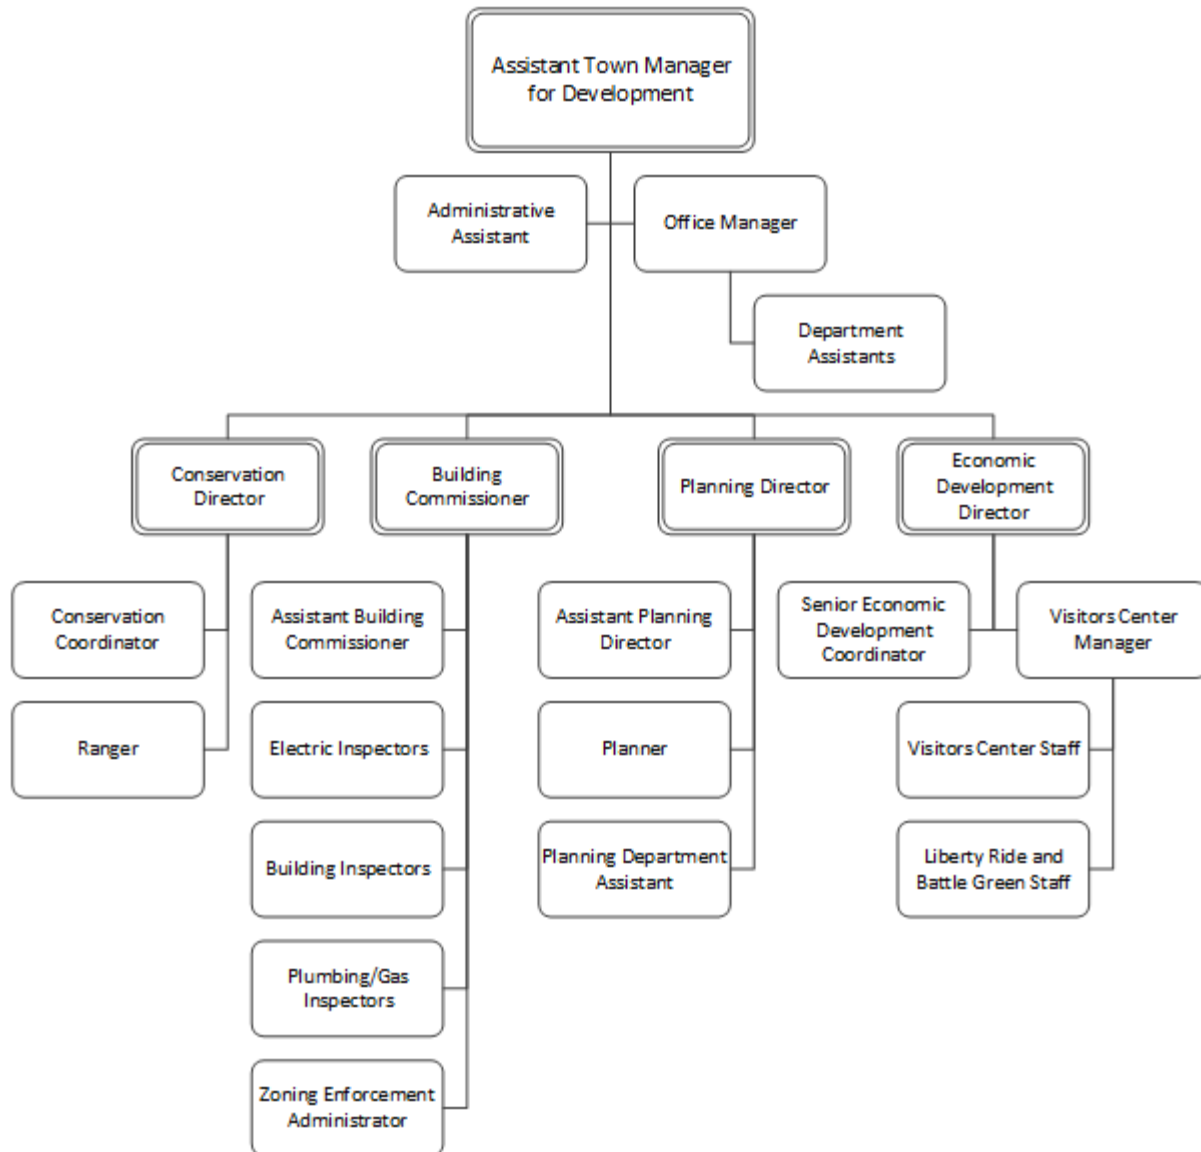 Assistant Town Manager
for Development
Administrative
Assistant
Office Manager
Department
Assistants
Conservation
Director
Building
Commissioner
Planning Director
Economic
Development
Director
Conservation
Coordinator
Assistant Building
Commissioner
Assistant Planning
Director
Senior Economic
Development
Coordinator
Visitors Center
Manager
Ranger
Electric Inspectors
Planner
Visitors Center Staff
Building Inspectors
Planning Department
Assistant
Liberty Ride and
Battle Green Staff
Plumbing/Gas
Inspectors
Zoning Enforcement
Administrator